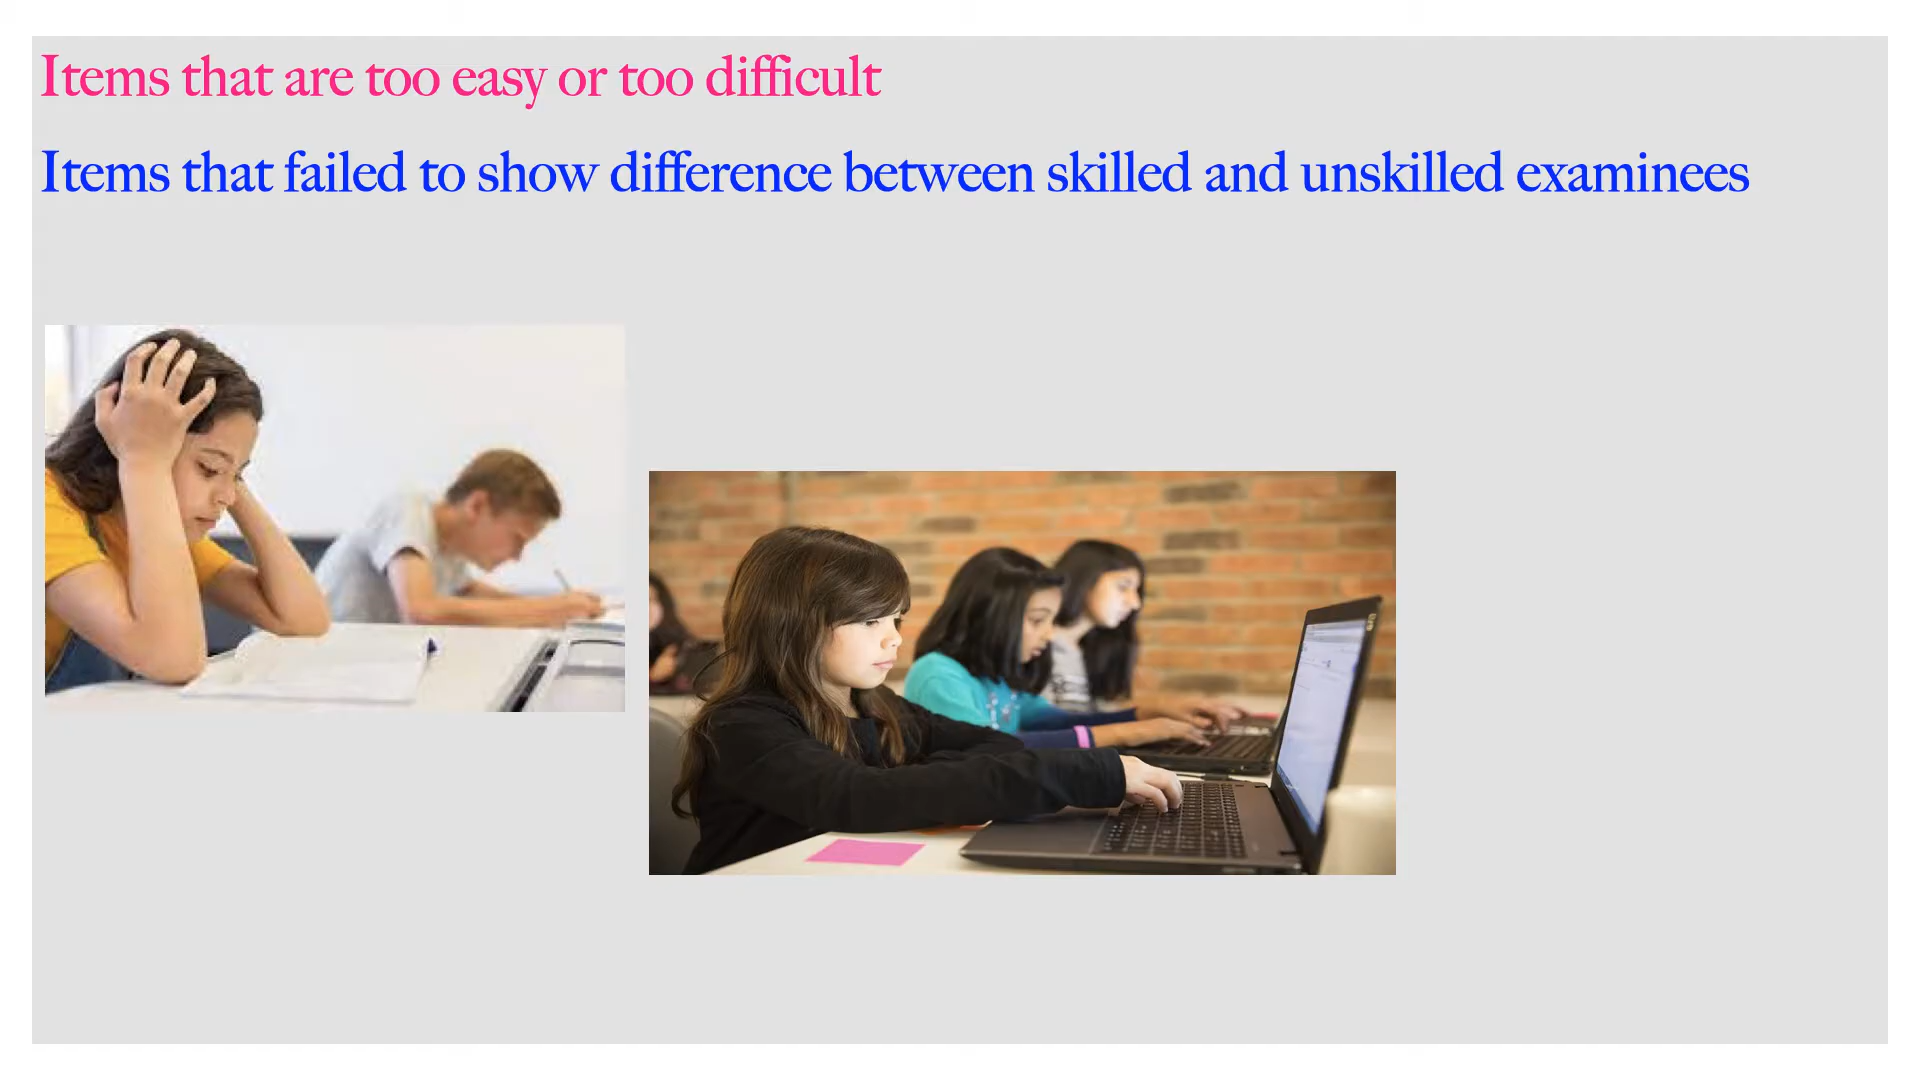 Items that are too easy or too difficult
Items that failed to show difference between skilled and unskilled examinees